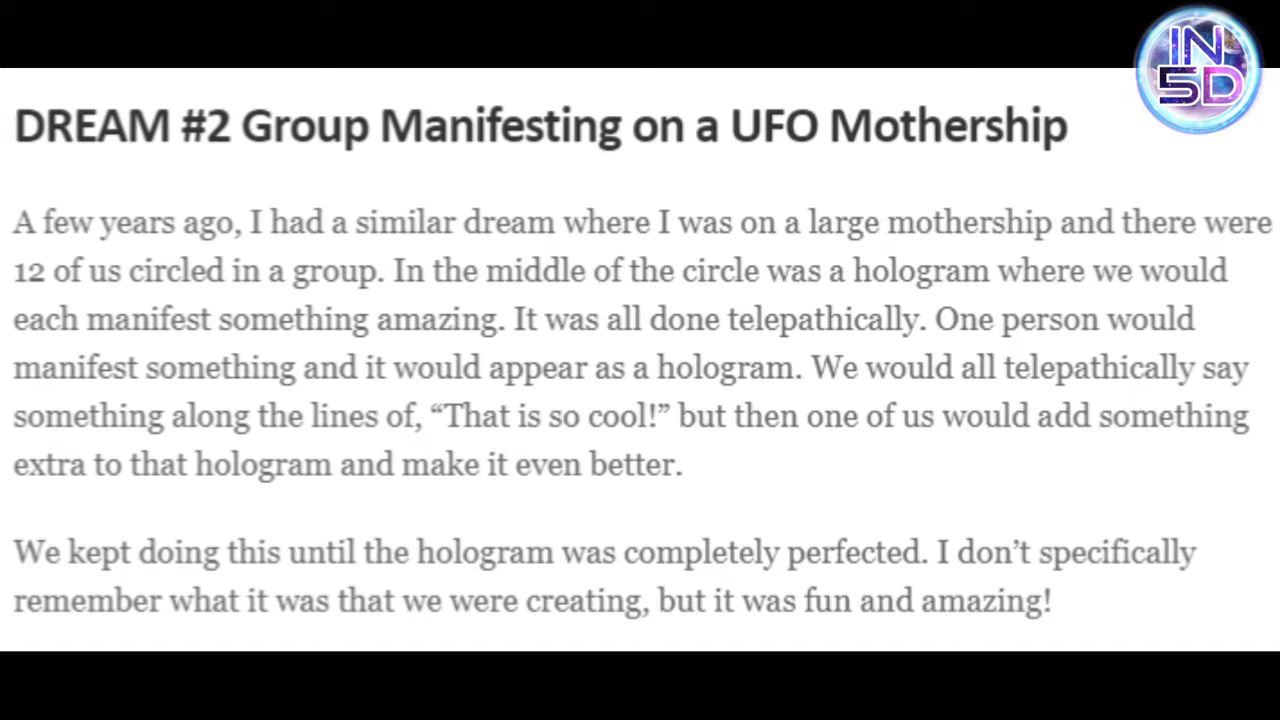 IN
5D
DREAM #2 Group Manifesting on a UFO Mothership
A few years ago, I had a similar dream where I was on a large mothership and there were
12 of us circled in a group. In the middle of the circle was a hologram where we would
each manifest something amazing. It was all done telepathically. One person would
manifest something and it would appear as a hologram. We would all telepathically say
something along the lines of, “That is so cool!” but then one of us would add something
extra to that hologram and make it even better.
We kept doing this until the hologram was completely perfected. I don’t specifically
remember what it was that we were creating, but it was fun and amazing!